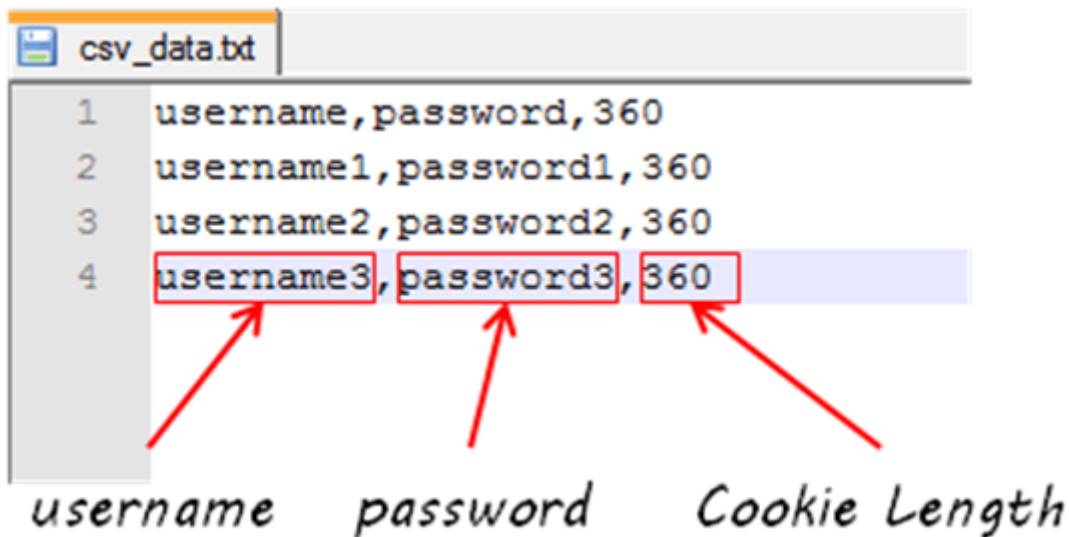 csv_data.txt
1 username,password,360
2 username1,password1,360
3 username2,password2,360
4 username3,password3,360
username password Cookie Length